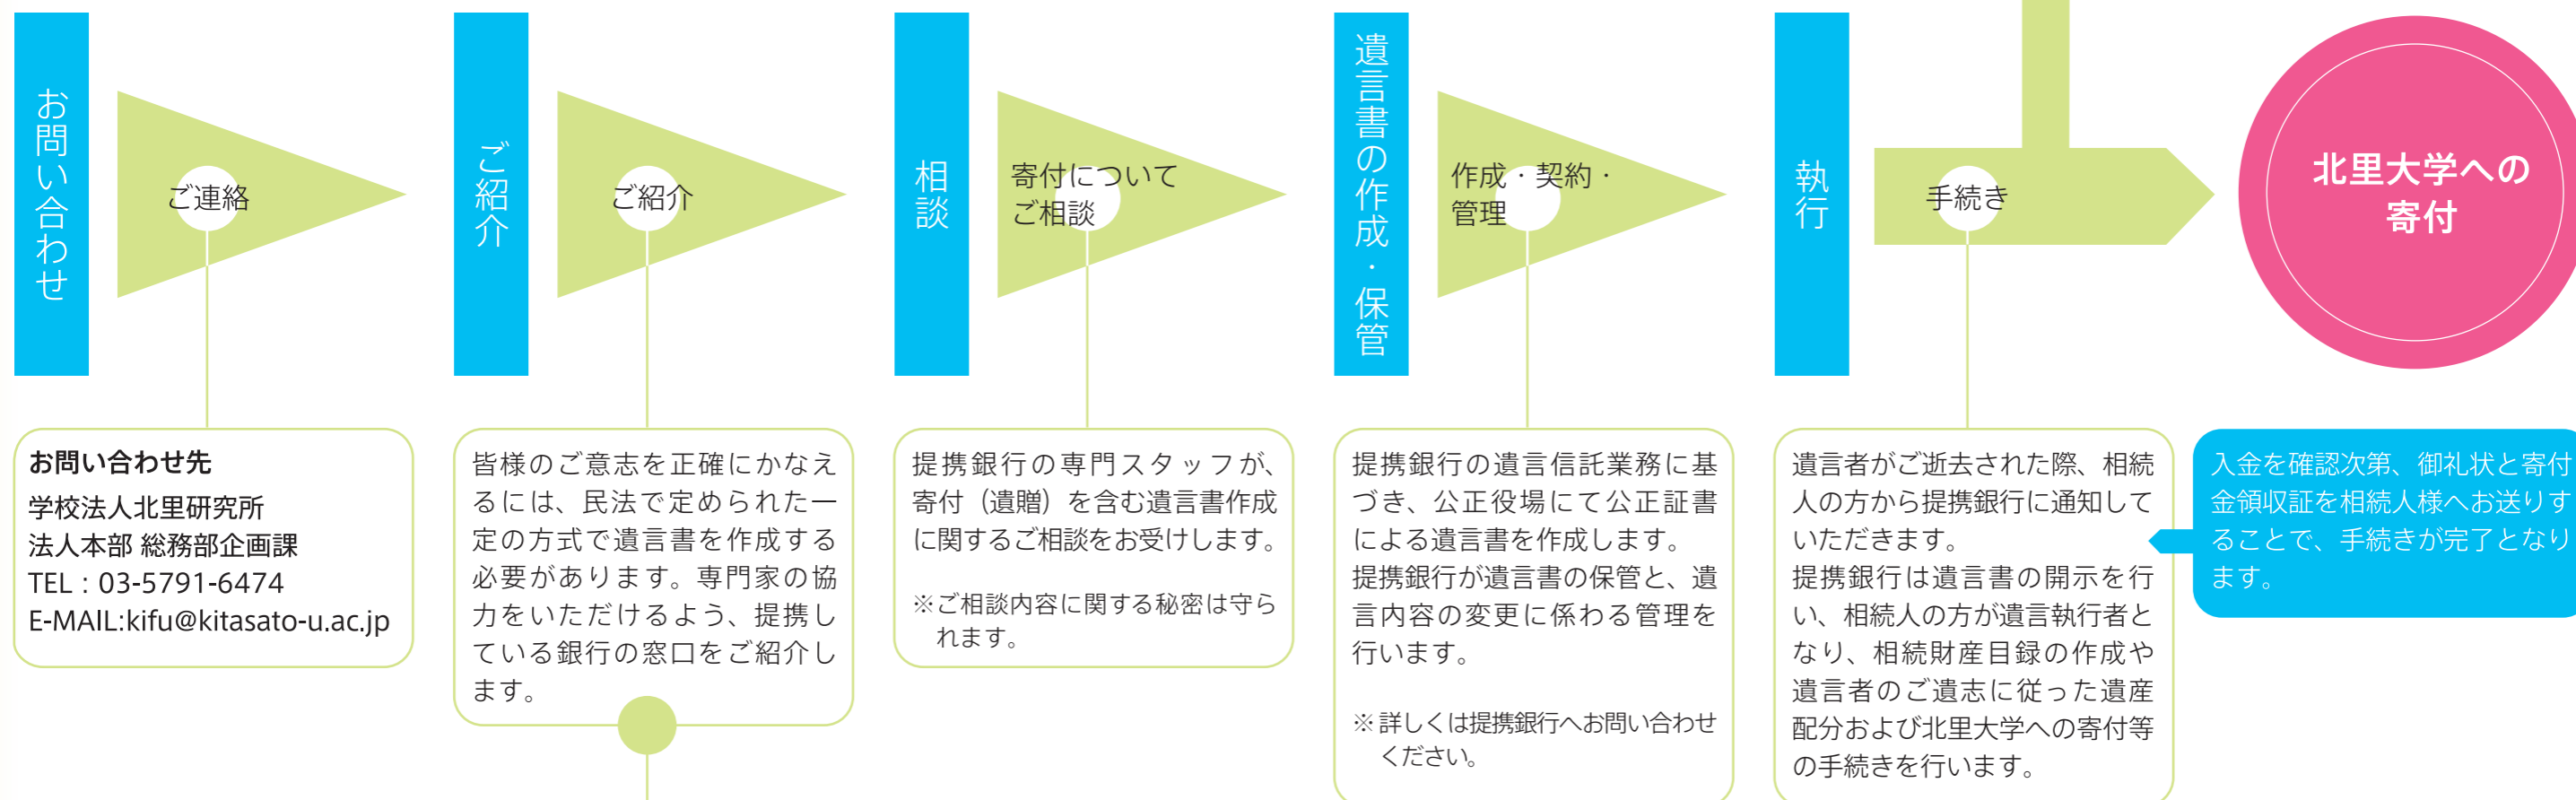 お問い合わせ
ご連絡
お問い合わせ先
学校法人北里研究所
法人本部 総務部企画課
TEL：03-5791-6474
E-MAIL:kifu@kitasato-u.ac.jp
ご紹介
ご紹介
皆様のご意志を正確にかなえ
るには、民法で定められた一
定の方式で遺言書を作成する
必要があります。専門家の協
力をいただけるよう、提携し
ている銀行の窓口をご紹介し
ます。
相談
寄付について
ご相談
提携銀行の専門スタッフが、
寄付（遺贈）を含む遺言書作成
に関するご相談をお受けします。
※ご相談内容に関する秘密は守ら
れます。
遺言書の作成・保管
作成・契約・
管理
提携銀行の遺言信託業務に基
づき、公正役場にて公正証書
による遺言書を作成します。
提携銀行が遺言書の保管と、遺
言内容の変更に係わる管理を
行います。
※詳しくは提携銀行へお問い合わせ
ください。
執行
手続き
遺言者がご逝去された際、相続
人の方から提携銀行に通知して
いただきます。
提携銀行は遺言書の開示を行
い、相続人の方が遺言執行者と
なり、相続財産目録の作成や
遺言者のご遺志に従った遺産
配分および北里大学への寄付等
の手続きを行います。
北里大学への
寄付
入金を確認次第、御礼状と寄付
金領収証を相続人様へお送りす
ることで、手続きが完了となり
ます。